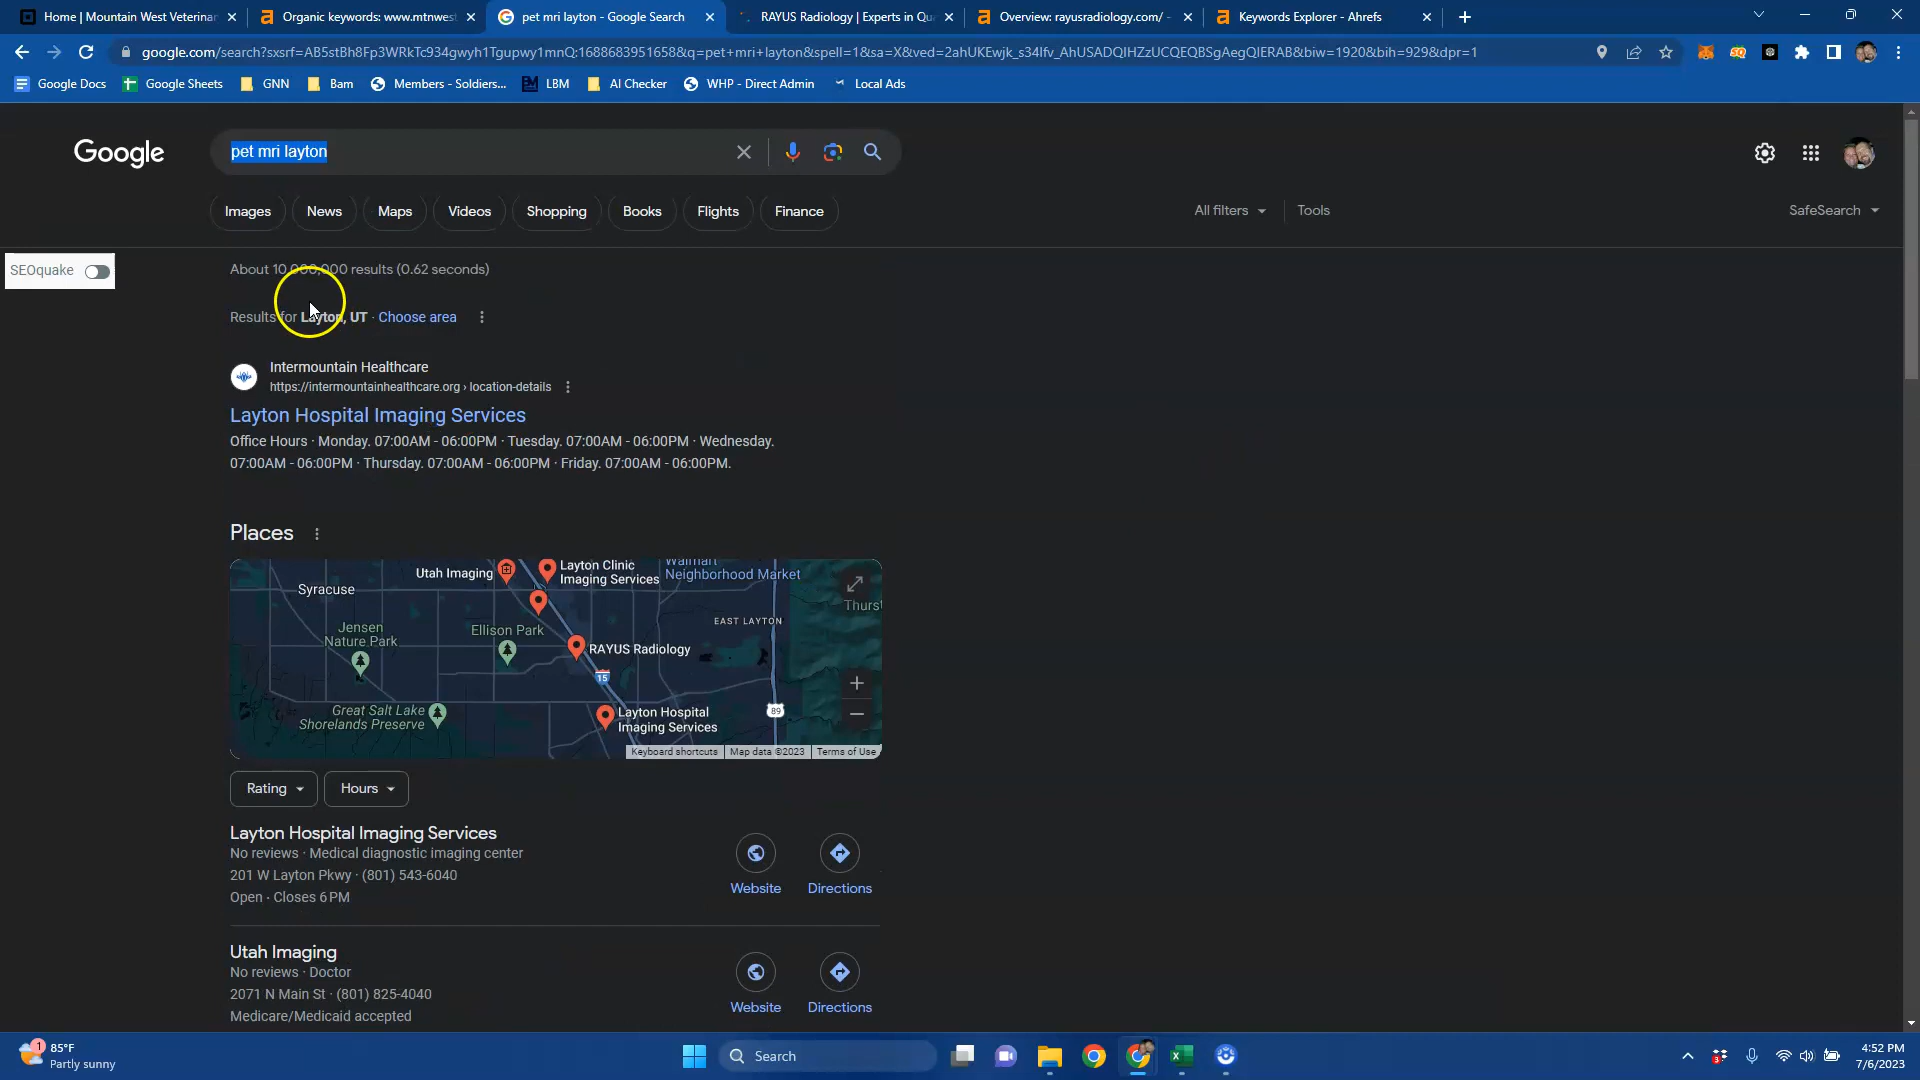 Home | Mountain West Veterinar
Organic keywords: www.mtnwest
pet mri layton - Google Search
RAYUS Radiology | Experts in Qu
Overview: rayusradiology.com/ -
Keywords Explorer - Ahrefs
google.com/search?sxsrf=AB5stBh8Fp3WRkTc934gwyh1Tgupwy1mnQ:1688683951658&q=pet+mri+layton&spell=1&sa=X&ved=2ahUKEwjk_s34lfv_AhUSADQIHZzUCQEQBSgAegQIERAB&biw=1920&bih=929&dpr=1
Google Docs
Google Sheets
GNN
Bam
Members - Soldiers...
LBM
AI Checker
WHP - Direct Admin
Local Ads
Google
pet mri layton
Images
News
Maps
Videos
Shopping
Books
Flights
Finance
All filters
Tools
SafeSearch
SEOquake
About 10,000,000 results (0.62 seconds)
Results for Layton, UT · Choose area
Intermountain Healthcare
https://intermountainhealthcare.org › location-details
Layton Hospital Imaging Services
Office Hours · Monday. 07:00AM - 06:00PM · Tuesday. 07:00AM - 06:00PM · Wednesday.
07:00AM - 06:00PM · Thursday. 07:00AM - 06:00PM · Friday. 07:00AM - 06:00PM.
Places
Utah Imaging
Layton Clinic
Imaging Services
Walmart
Neighborhood Market
Syracuse
Thurst
EAST LAYTON
Jensen
Nature Park
Ellison Park
RAYUS Radiology
15
Great Salt Lake
Shorelands Preserve
Layton Hospital
Imaging Services
89
Keyboard shortcuts
Map data ©2023
Terms of Use
Rating
Hours
Layton Hospital Imaging Services
No reviews · Medical diagnostic imaging center
201 W Layton Pkwy · (801) 543-6040
Open · Closes 6 PM
Website
Directions
Utah Imaging
No reviews · Doctor
2071 N Main St · (801) 825-4040
Medicare/Medicaid accepted
Website
Directions
1
85°F
Partly sunny
Search
3
4:52 PM
7/6/2023